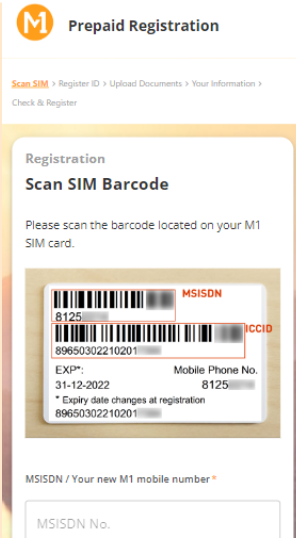 M1 Prepaid Registration
Scan SIM > Register ID > Upload Documents > Your Information >
Check & Register
Registration
Scan SIM Barcode
Please scan the barcode located on your M1
SIM card.
MSISDN
8125
ICCID
89650302210201
EXP*: Mobile Phone No.
31-12-2022 8125
* Expiry date changes at registration
89650302210201
MSISDN / Your new M1 mobile number *
MSISDN No.